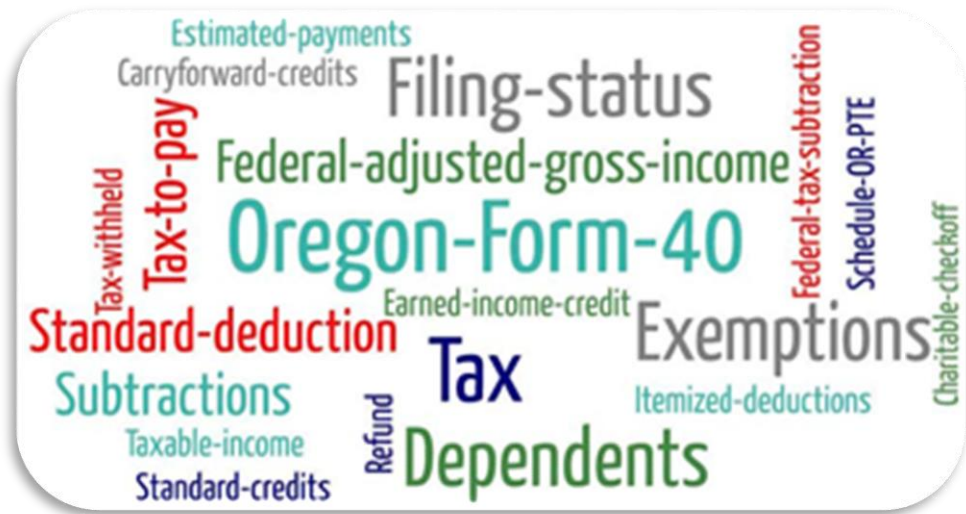 Estimated-payments
Carryforward-credits
Filing-status
Federal-tax-subtraction
Schedule-OR-PTE
Tax-to-pay
Federal-adjusted-gross-income
Tax-withheld
Oregon-Form-40
Charitable-checkoff
Earned-income-credit
Standard-deduction
Exemptions
Tax
Subtractions
Itemized-deductions
Refund
Taxable-income
Dependents
Standard-credits